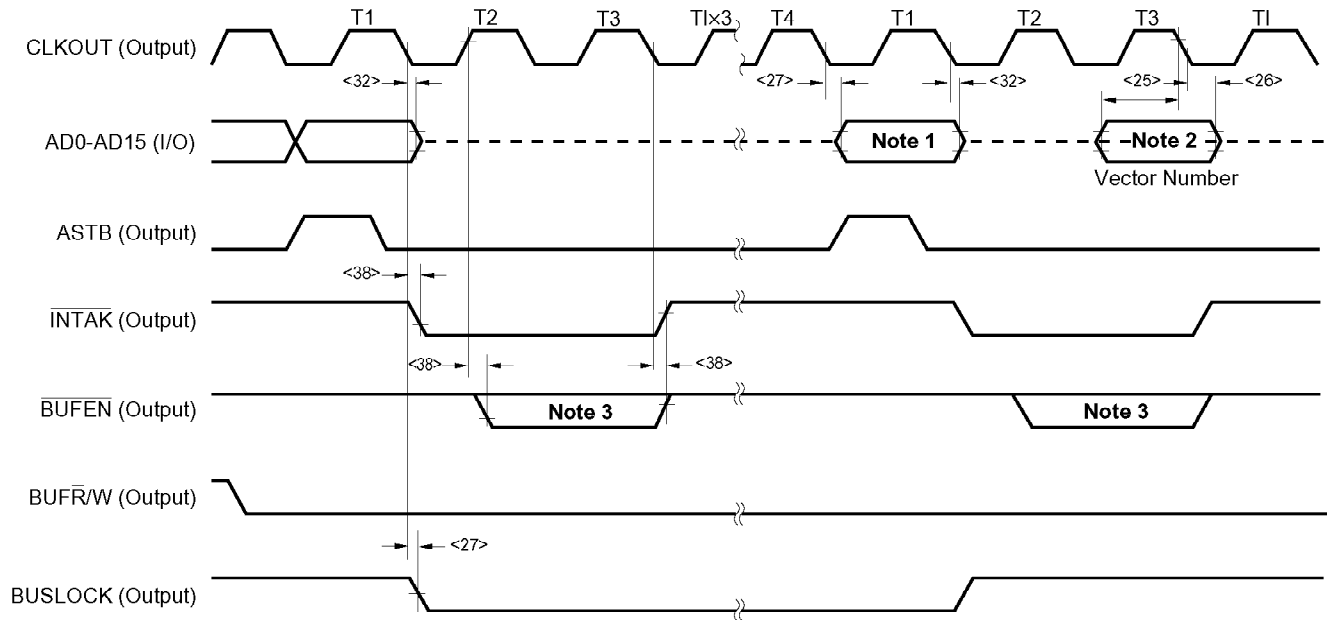 T1 T2 T3 TI×3 T4 T1 T2 T3 TI
CLKOUT (Output)
<32> <27> <32> <25> <26>
AD0-AD15 (I/O) Note 1 Note 2
Vector Number
ASTB (Output)
<38>
I̅N̅T̅A̅K̅ (Output)
<38> <38>
B̅U̅F̅E̅N̅ (Output) Note 3 Note 3
BUFR̅/W (Output)
<27>
BUSLOCK (Output)